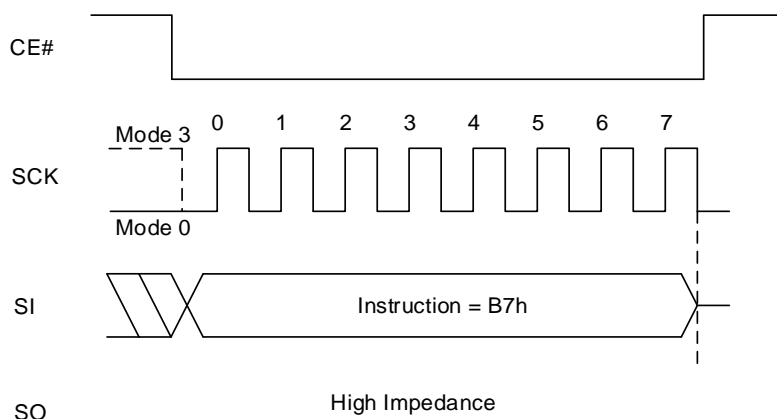 CE#
Mode 3
0 1 2 3 4 5 6 7
SCK
Mode 0
SI
Instruction = B7h
SO
High Impedance